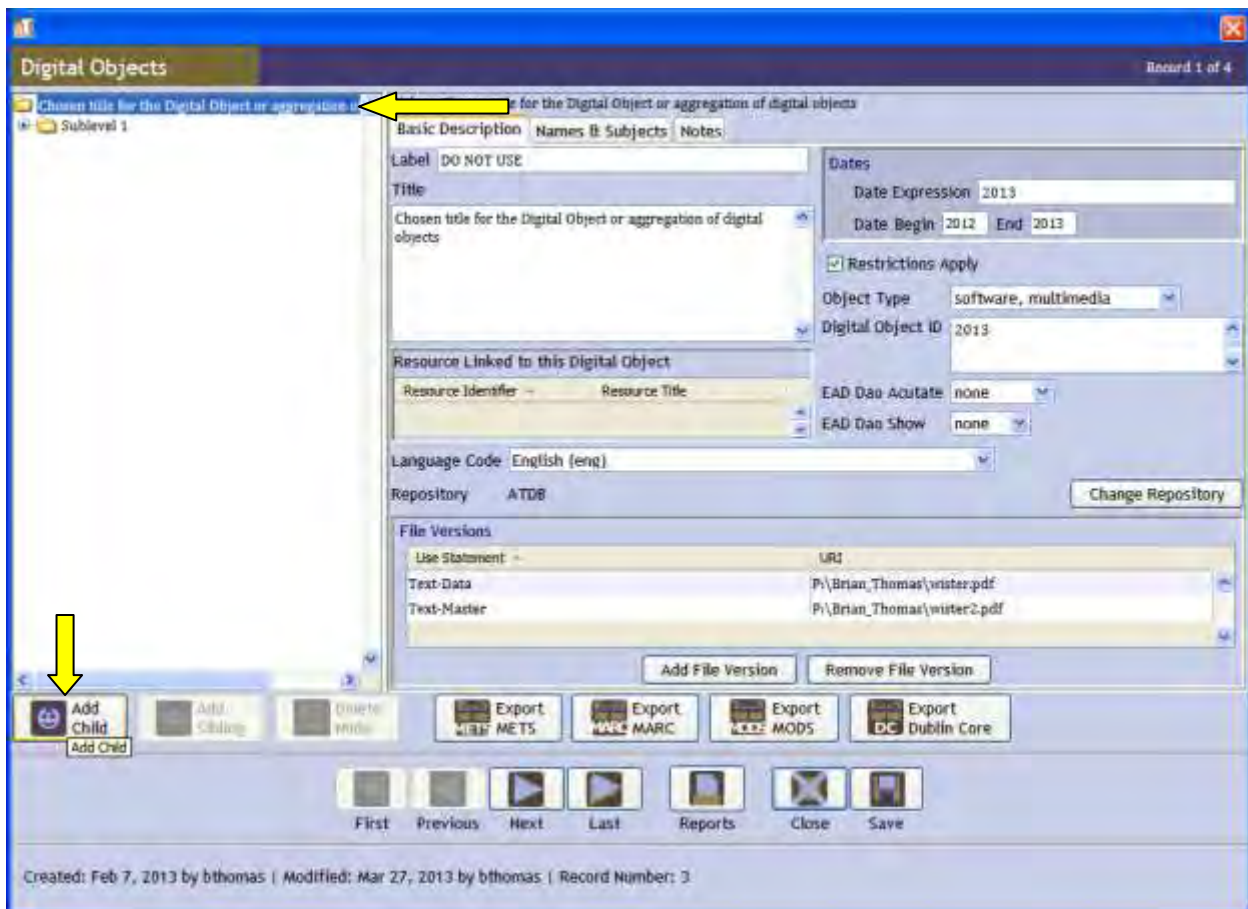 Digital Objects
Record 1 of 4
Chosen title for the Digital Object or aggregation
Sublevel 1
for the Digital Object or aggregation of digital objects
Basic Description Names & Subjects Notes
Label DO NOT USE
Title
Chosen title for the Digital Object or aggregation of digital
objects
Dates
Date Expression 2013
Date Begin 2012 End 2013
Restrictions Apply
Object Type software, multimedia
Digital Object ID 2013
Resource Linked to this Digital Object
Resource Identifier Resource Title
EAD Dao Acutate none
EAD Dao Show none
Language Code English (eng)
Repository ATDB
Change Repository
File Versions
Use Statement URI
Text-Data P:\Brian_Thomas\wister.pdf
Text-Master P:\Brian_Thomas\wister2.pdf
Add File Version Remove File Version
Add
Child
Add
Sibling
Delete
Add Child
Export
METS
Export
MARC
Export
MODS
Export
DC Dublin Core
First Previous Next Last Reports Close Save
Created: Feb 7, 2013 by bthomas | Modified: Mar 27, 2013 by bthomas | Record Number: 3